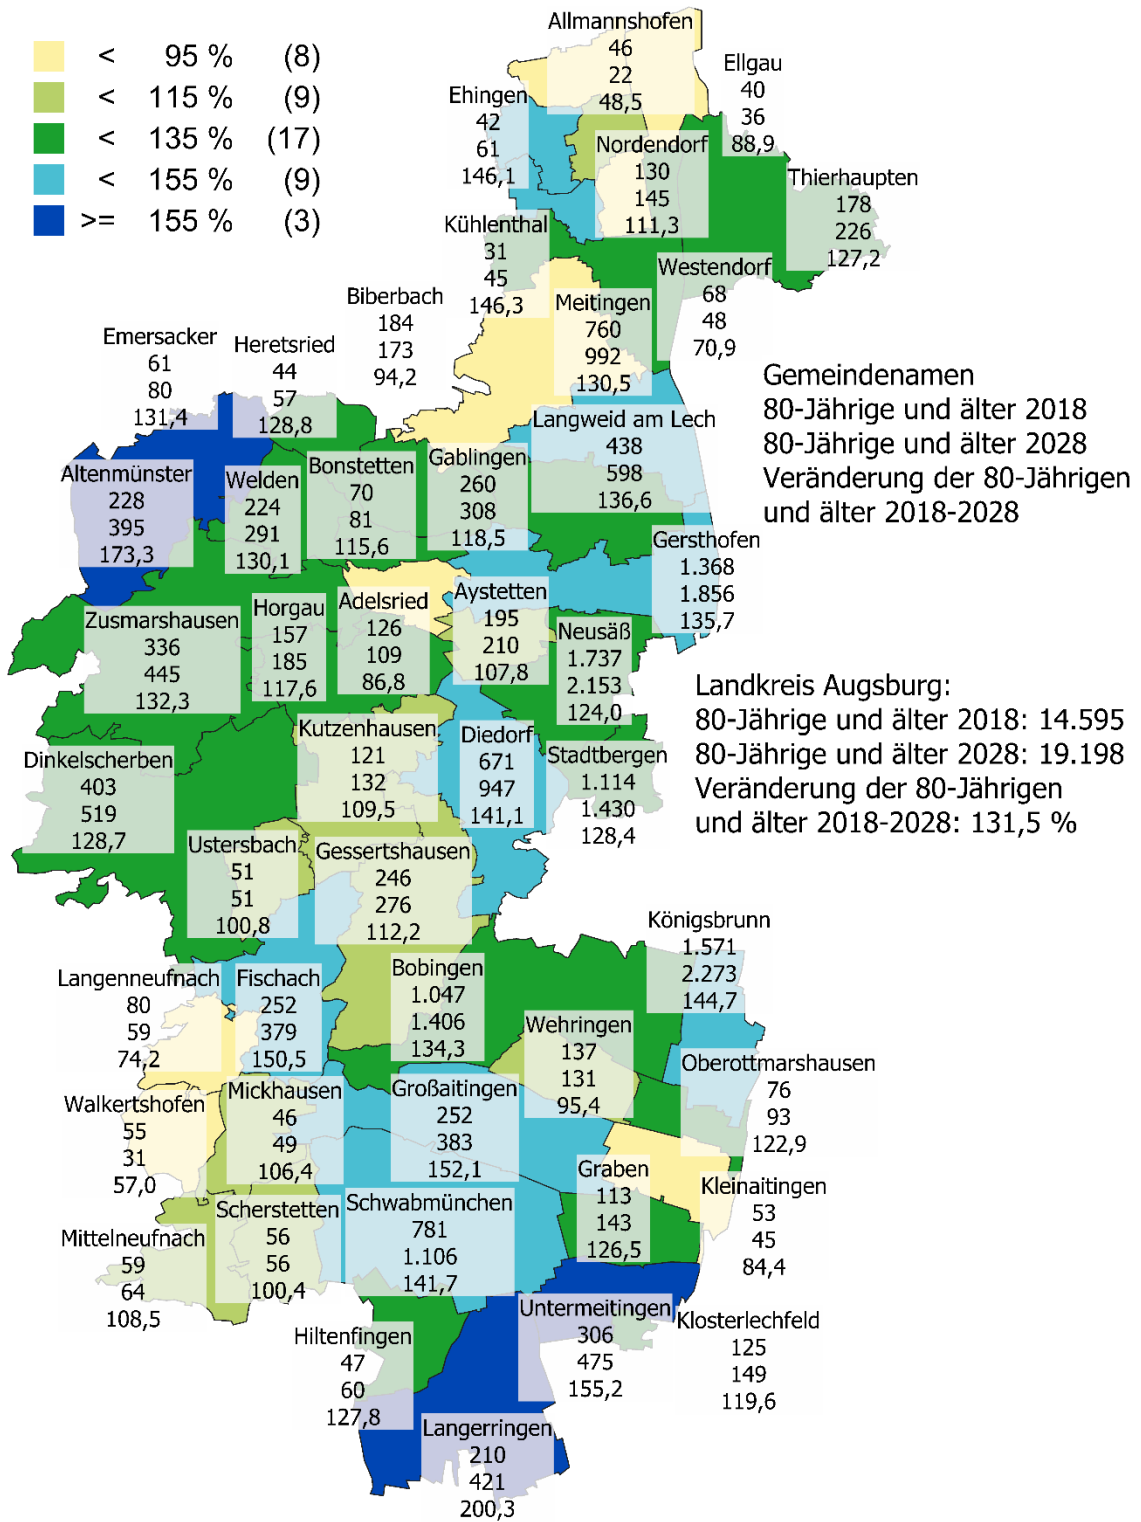 < 95 % (8)
< 115 % (9)
< 135 % (17)
< 155 % (9)
>= 155 % (3)
Allmannshofen
46
22
48,5
Ellgau
40
36
88,9
Ehingen
42
61
146,1
Nordendorf
130
145
111,3
Thierhaupten
178
226
127,2
Kühlenthal
31
45
146,3
Westendorf
68
48
70,9
Biberbach
184
173
94,2
Meitingen
760
992
130,5
Emersacker
61
80
131,4
Heretsried
44
57
128,8
Gemeindenamen
80-Jährige und älter 2018
80-Jährige und älter 2028
Veränderung der 80-Jährigen
und älter 2018-2028
Langweid am Lech
438
598
136,6
Altenmünster
228
395
173,3
Welden
224
291
130,1
Bonstetten
70
81
115,6
Gablingen
260
308
118,5
Gersthofen
1.368
1.856
135,7
Zusmarshausen
336
445
132,3
Horgau
157
185
117,6
Adelsried
126
109
86,8
Aystetten
195
210
107,8
Neusäß
1.737
2.153
124,0
Landkreis Augsburg:
80-Jährige und älter 2018: 14.595
80-Jährige und älter 2028: 19.198
Veränderung der 80-Jährigen
und älter 2018-2028: 131,5 %
Dinkelscherben
403
519
128,7
Kutzenhausen
121
132
109,5
Diedorf
671
947
141,1
Stadtbergen
1.114
1.430
128,4
Ustersbach
51
51
100,8
Gessertshausen
246
276
112,2
Königsbrunn
1.571
2.273
144,7
Langenneufnach
80
59
74,2
Fischach
252
379
150,5
Bobingen
1.047
1.406
134,3
Wehringen
137
131
95,4
Oberottmarshausen
76
93
122,9
Walkertshofen
55
31
57,0
Mickhausen
46
49
106,4
Großaitingen
252
383
152,1
Graben
113
143
126,5
Kleinaitingen
53
45
84,4
Mittelneufnach
59
64
108,5
Scherstetten
56
56
100,4
Schwabmünchen
781
1.106
141,7
Hiltenfingen
47
60
127,8
Untermeitingen
306
475
155,2
Klosterlechfeld
125
149
119,6
Langerringen
210
421
200,3